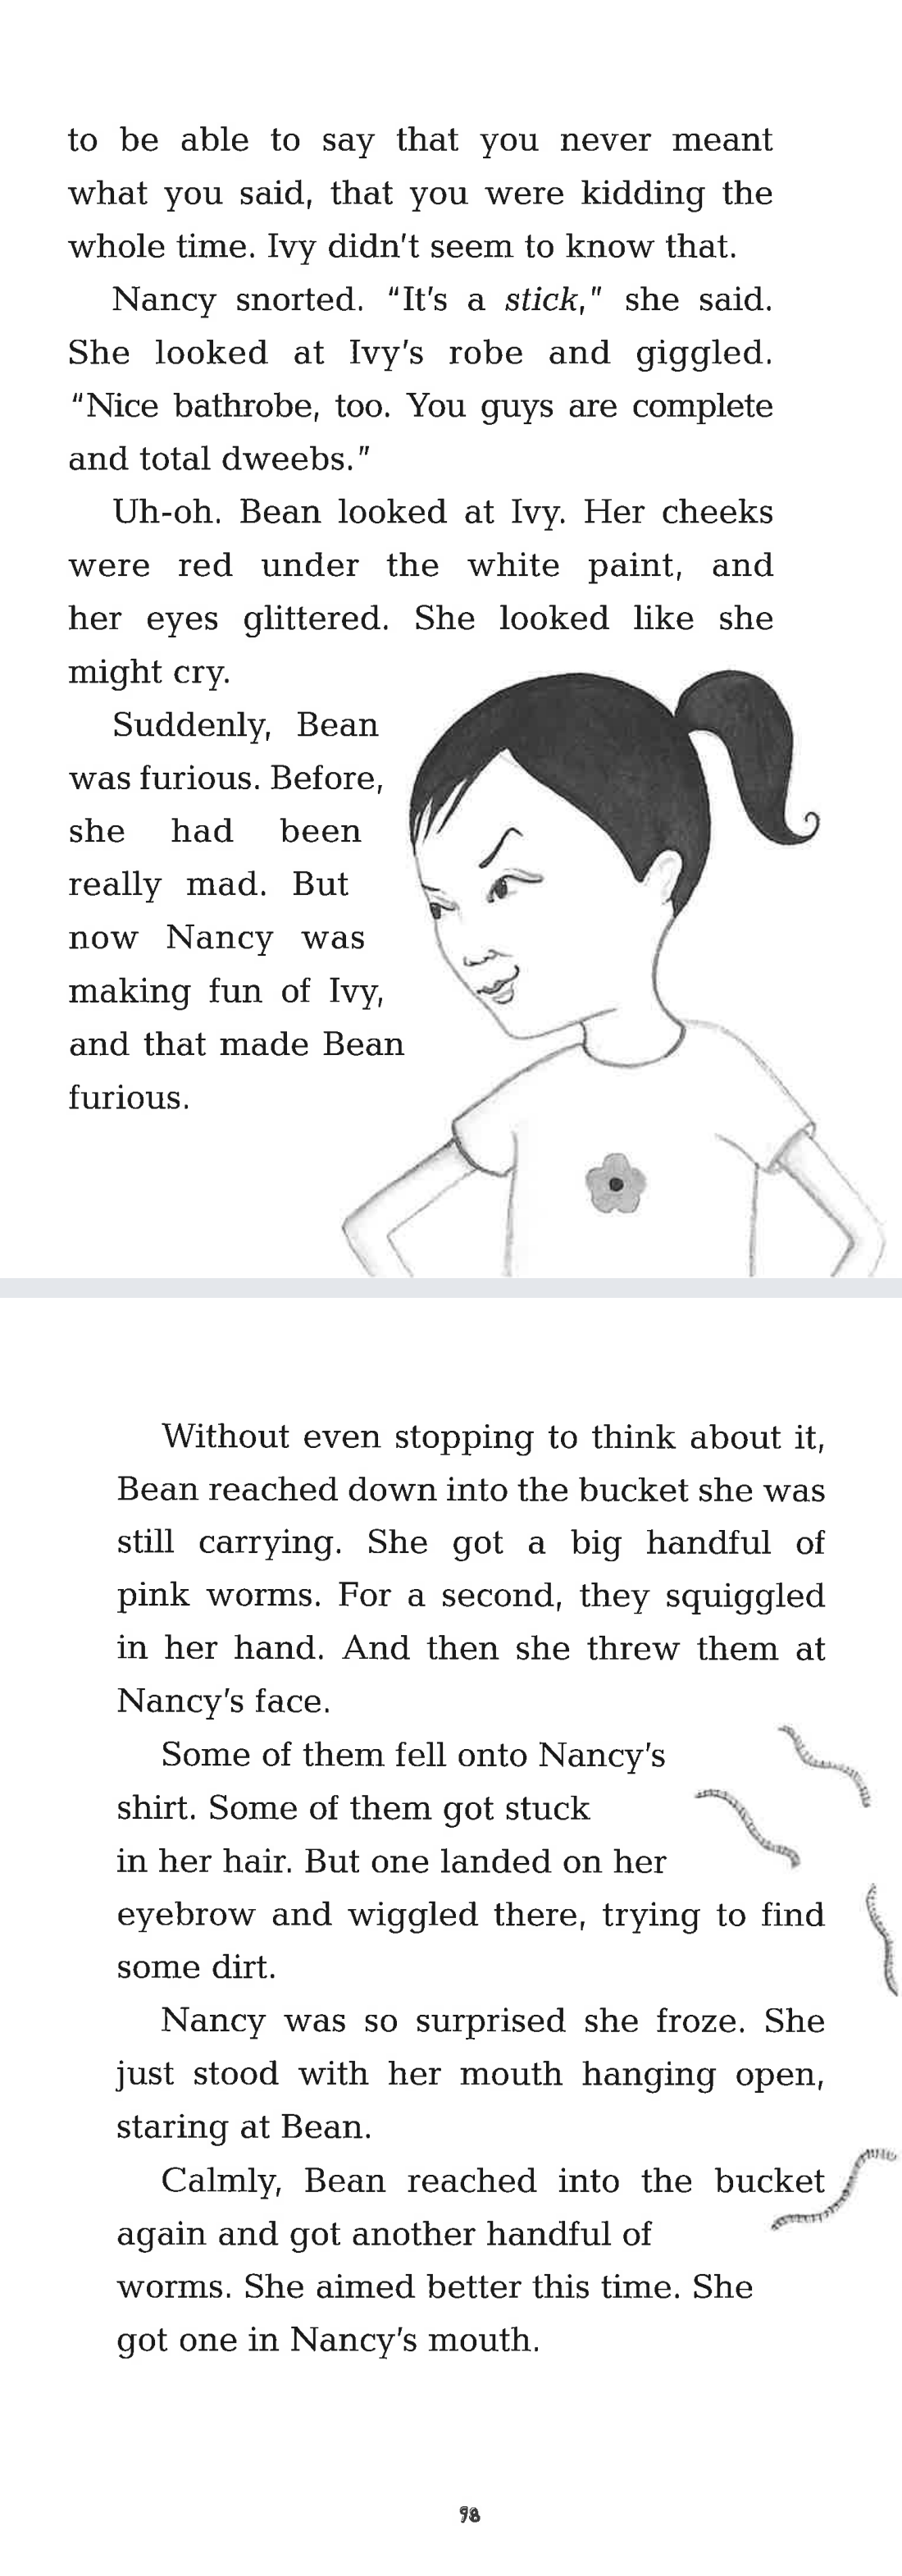 to be able to say that you never meant
what you said, that you were kidding the
whole time. Ivy didn't seem to know that.
Nancy snorted. "It's a stick," she said.
She looked at Ivy's robe and giggled.
"Nice bathrobe, too. You guys are complete
and total dweebs."
Uh-oh. Bean looked at Ivy. Her cheeks
were red under the white paint, and
her eyes glittered. She looked like she
might cry.
Suddenly, Bean
was furious. Before,
she had been
really mad. But
now Nancy was
making fun of Ivy,
and that made Bean
furious.
Without even stopping to think about it,
Bean reached down into the bucket she was
still carrying. She got a big handful of
pink worms. For a second, they squiggled
in her hand. And then she threw them at
Nancy's face.
Some of them fell onto Nancy's
shirt. Some of them got stuck
in her hair. But one landed on her
eyebrow and wiggled there, trying to find
some dirt.
Nancy was so surprised she froze. She
just stood with her mouth hanging open,
staring at Bean.
Calmly, Bean reached into the bucket
again and got another handful of
worms. She aimed better this time. She
got one in Nancy's mouth.
98